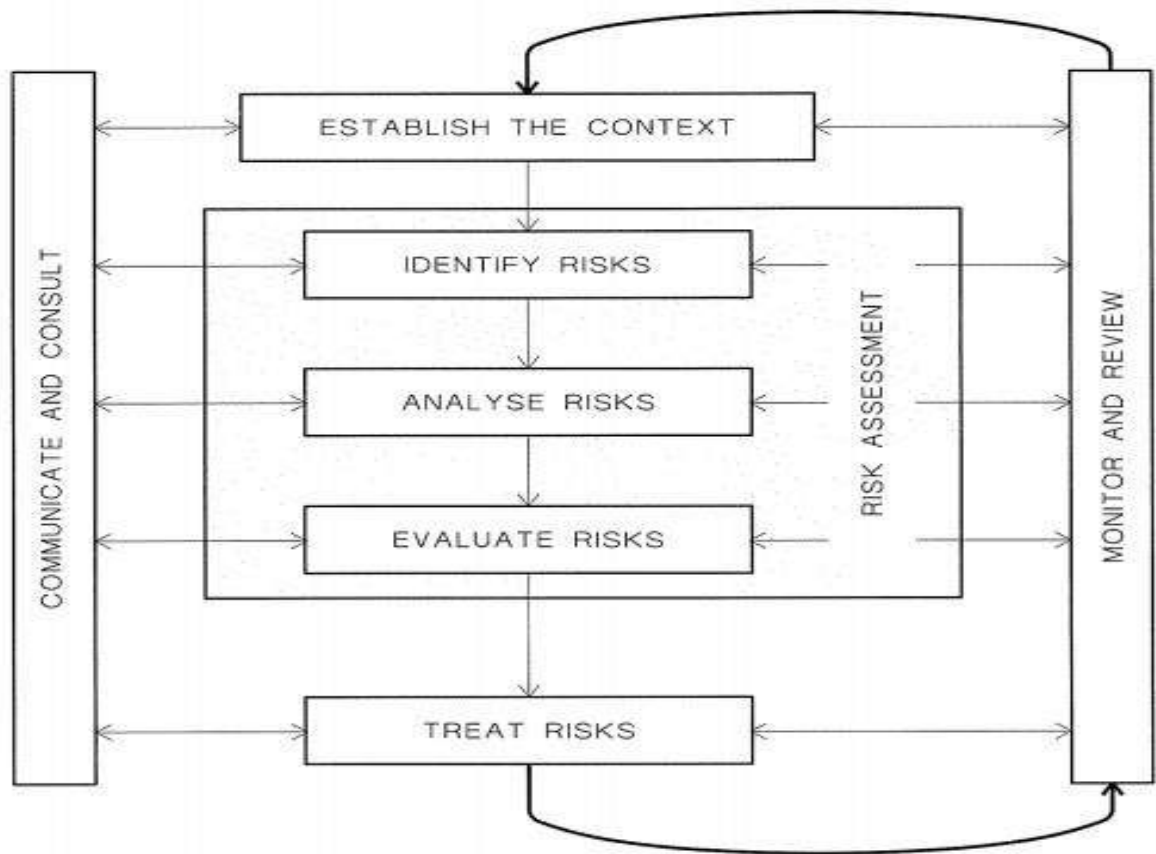 ESTABLISH THE CONTEXT
COMMUNICATE AND CONSULT
IDENTIFY RISKS
ANALYSE RISKS
EVALUATE RISKS
RISK ASSESSMENT
TREAT RISKS
MONITOR AND REVIEW